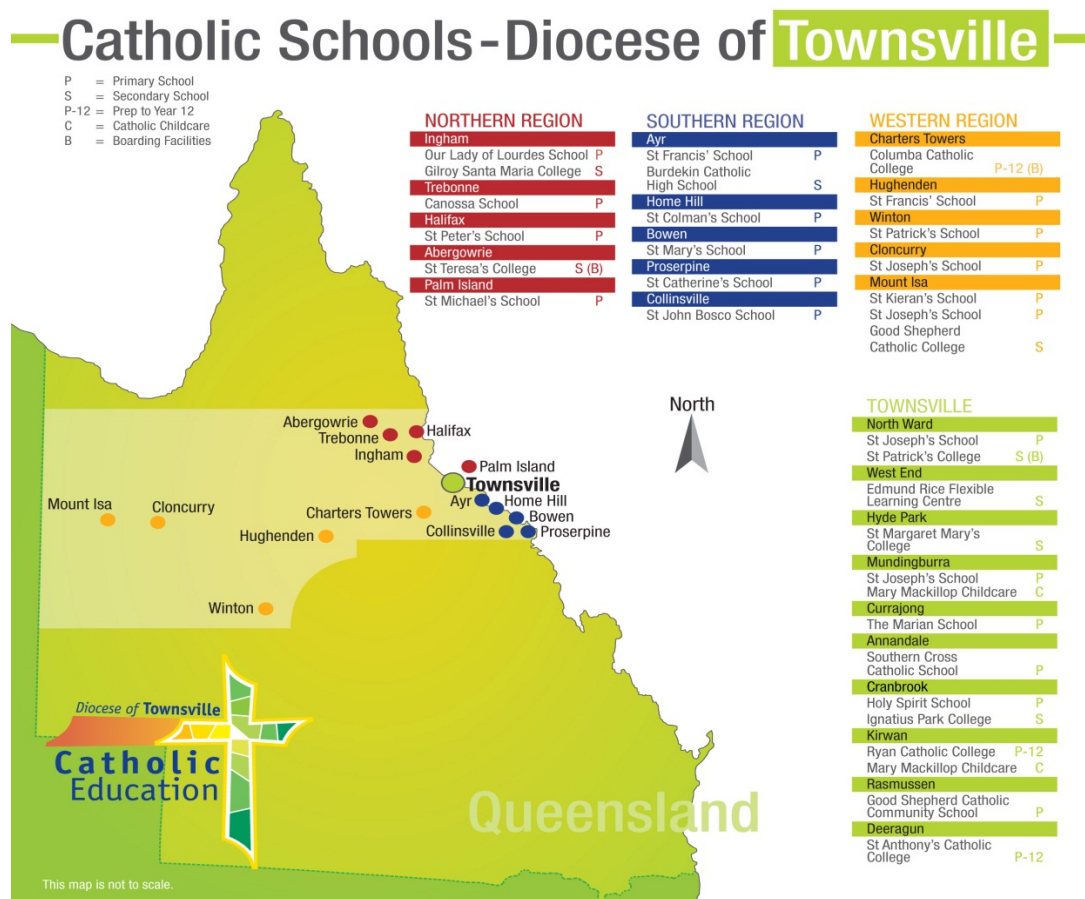 Catholic Schools - Diocese of Townsville
P = Primary School
S = Secondary School
P-12 = Prep to Year 12
C = Catholic Childcare
B = Boarding Facilities
NORTHERN REGION
Ingham
Our Lady of Lourdes School P
Gilroy Santa Maria College S
Trebonne
Canossa School P
Halifax
St Peter's School P
Abergowrie
St Teresa's College S (B)
Palm Island
St Michael's School P
SOUTHERN REGION
Ayr
St Francis' School P
Burdekin Catholic
High School S
Home Hill
St Colman's School P
Bowen
St Mary's School P
Proserpine
St Catherine's School P
Collinsville
St John Bosco School P
WESTERN REGION
Charters Towers
Columba Catholic
College P-12 (B)
Hughenden
St Francis' School P
Winton
St Patrick's School P
Cloncurry
St Joseph's School P
Mount Isa
St Kieran's School P
St Joseph's School P
Good Shepherd
Catholic College S
TOWNSVILLE
North Ward
St Joseph's School P
St Patrick's College S (B)
West End
Edmund Rice Flexible
Learning Centre S
Hyde Park
St Margaret Mary's
College S
Mundingburra
St Joseph's School P
Mary Mackillop Childcare C
Currajong
The Marian School P
Annandale
Southern Cross
Catholic School P
Cranbrook
Holy Spirit School P
Ignatius Park College S
Kirwan
Ryan Catholic College P-12
Mary Mackillop Childcare C
Rasmussen
Good Shepherd Catholic
Community School P
Deeragun
St Anthony's Catholic
College P-12
North
Abergowrie
Trebonne
Halifax
Ingham
Palm Island
Townsville
Mount Isa
Cloncurry
Charters Towers
Ayr
Home Hill
Bowen
Hughenden
Collinsville
Proserpine
Winton
Diocese of Townsville
Catholic
Education
Queensland
This map is not to scale.